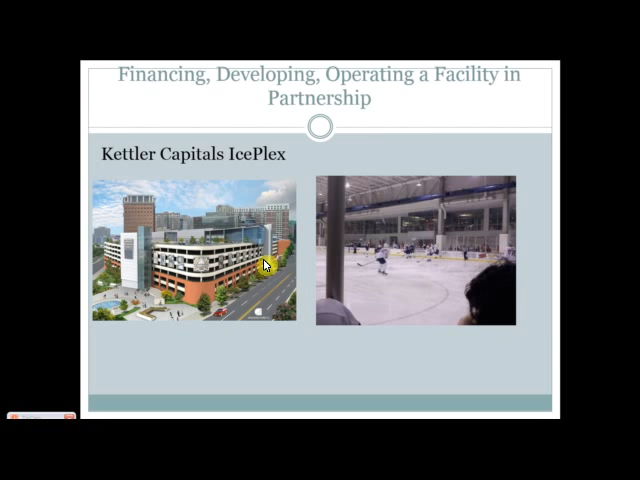 Financing, Developing, Operating a Facility in
Partnership
Kettler Capitals IcePlex